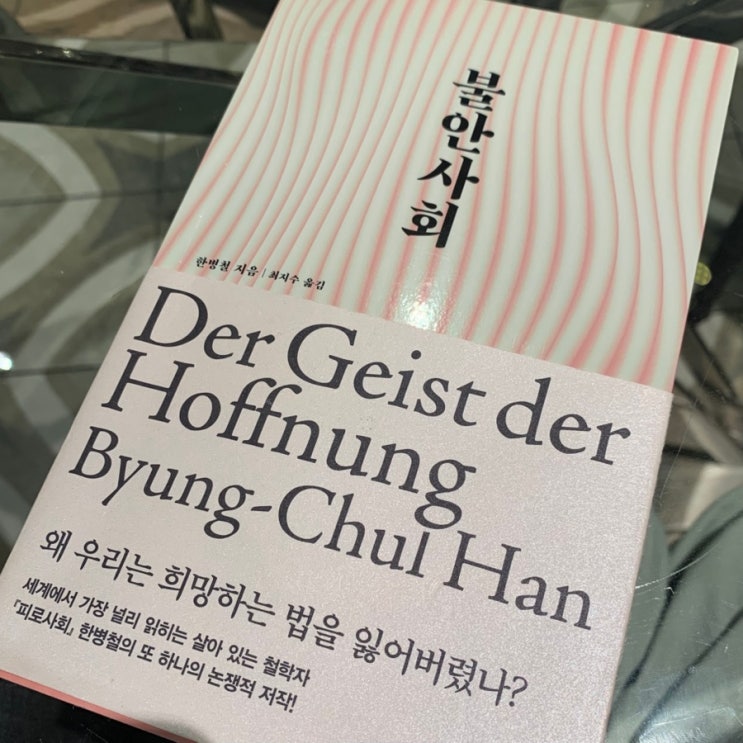 불안사회
한병철 지음 | 최지수 옮김
Der Geist der
Hoffnung
Byung-Chul Han
왜 우리는 희망하는 법을 잃어버렸나?
세계에서 가장 널리 읽히는 살아 있는 철학자
『피로사회』 한병철의 또 하나의 논쟁적 저작!